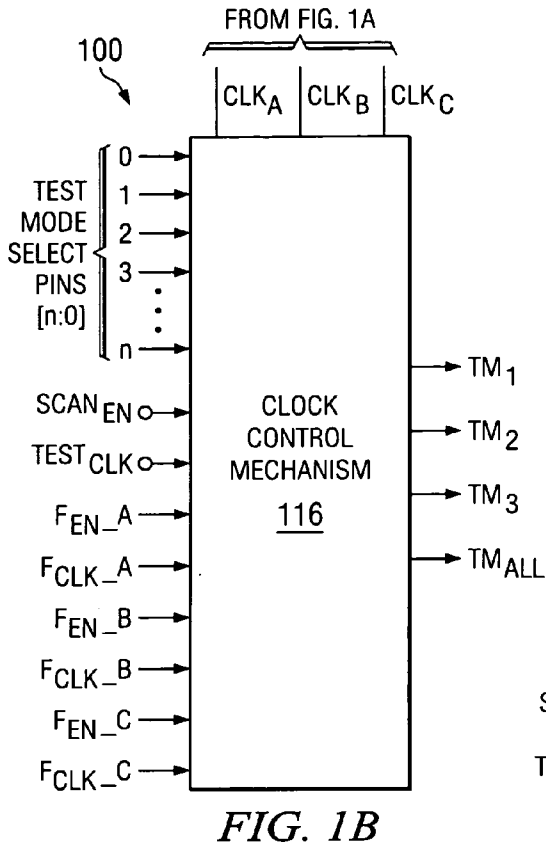 FROM FIG. 1A
100
CLKA CLKB CLKC
TEST
MODE
SELECT
PINS
[n:0]
0
1
2
3
n
SCANEN
TESTCLK
FEN_A
FCLK_A
FEN_B
FCLK_B
FEN_C
FCLK_C
CLOCK
CONTROL
MECHANISM
116
TM1
TM2
TM3
TMALL
S
T
FIG. 1B